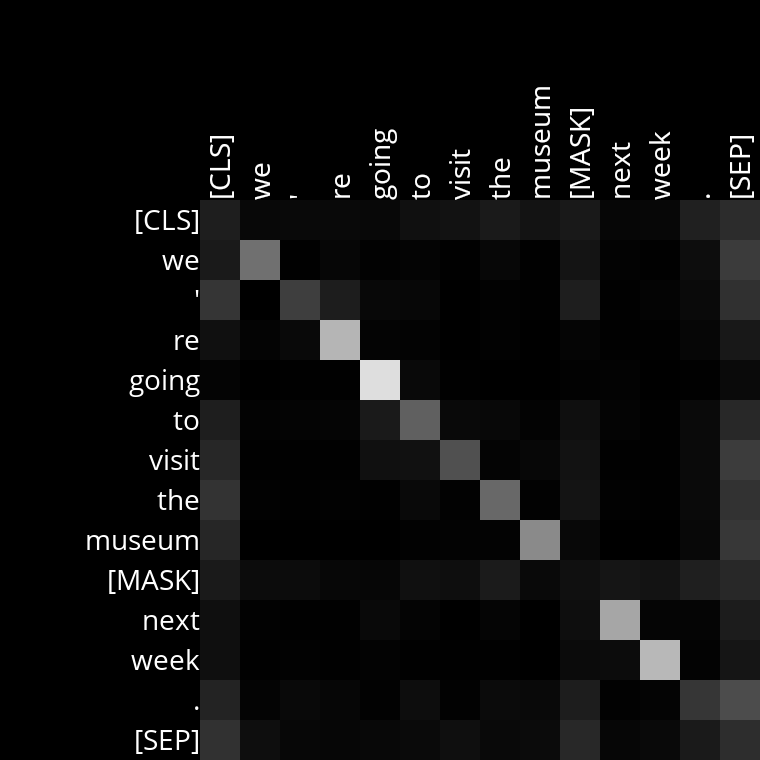 [CLS] we ' re going to visit the museum [MASK] next week . [SEP]
[CLS]
we
'
re
going
to
visit
the
museum
[MASK]
next
week
.
[SEP]